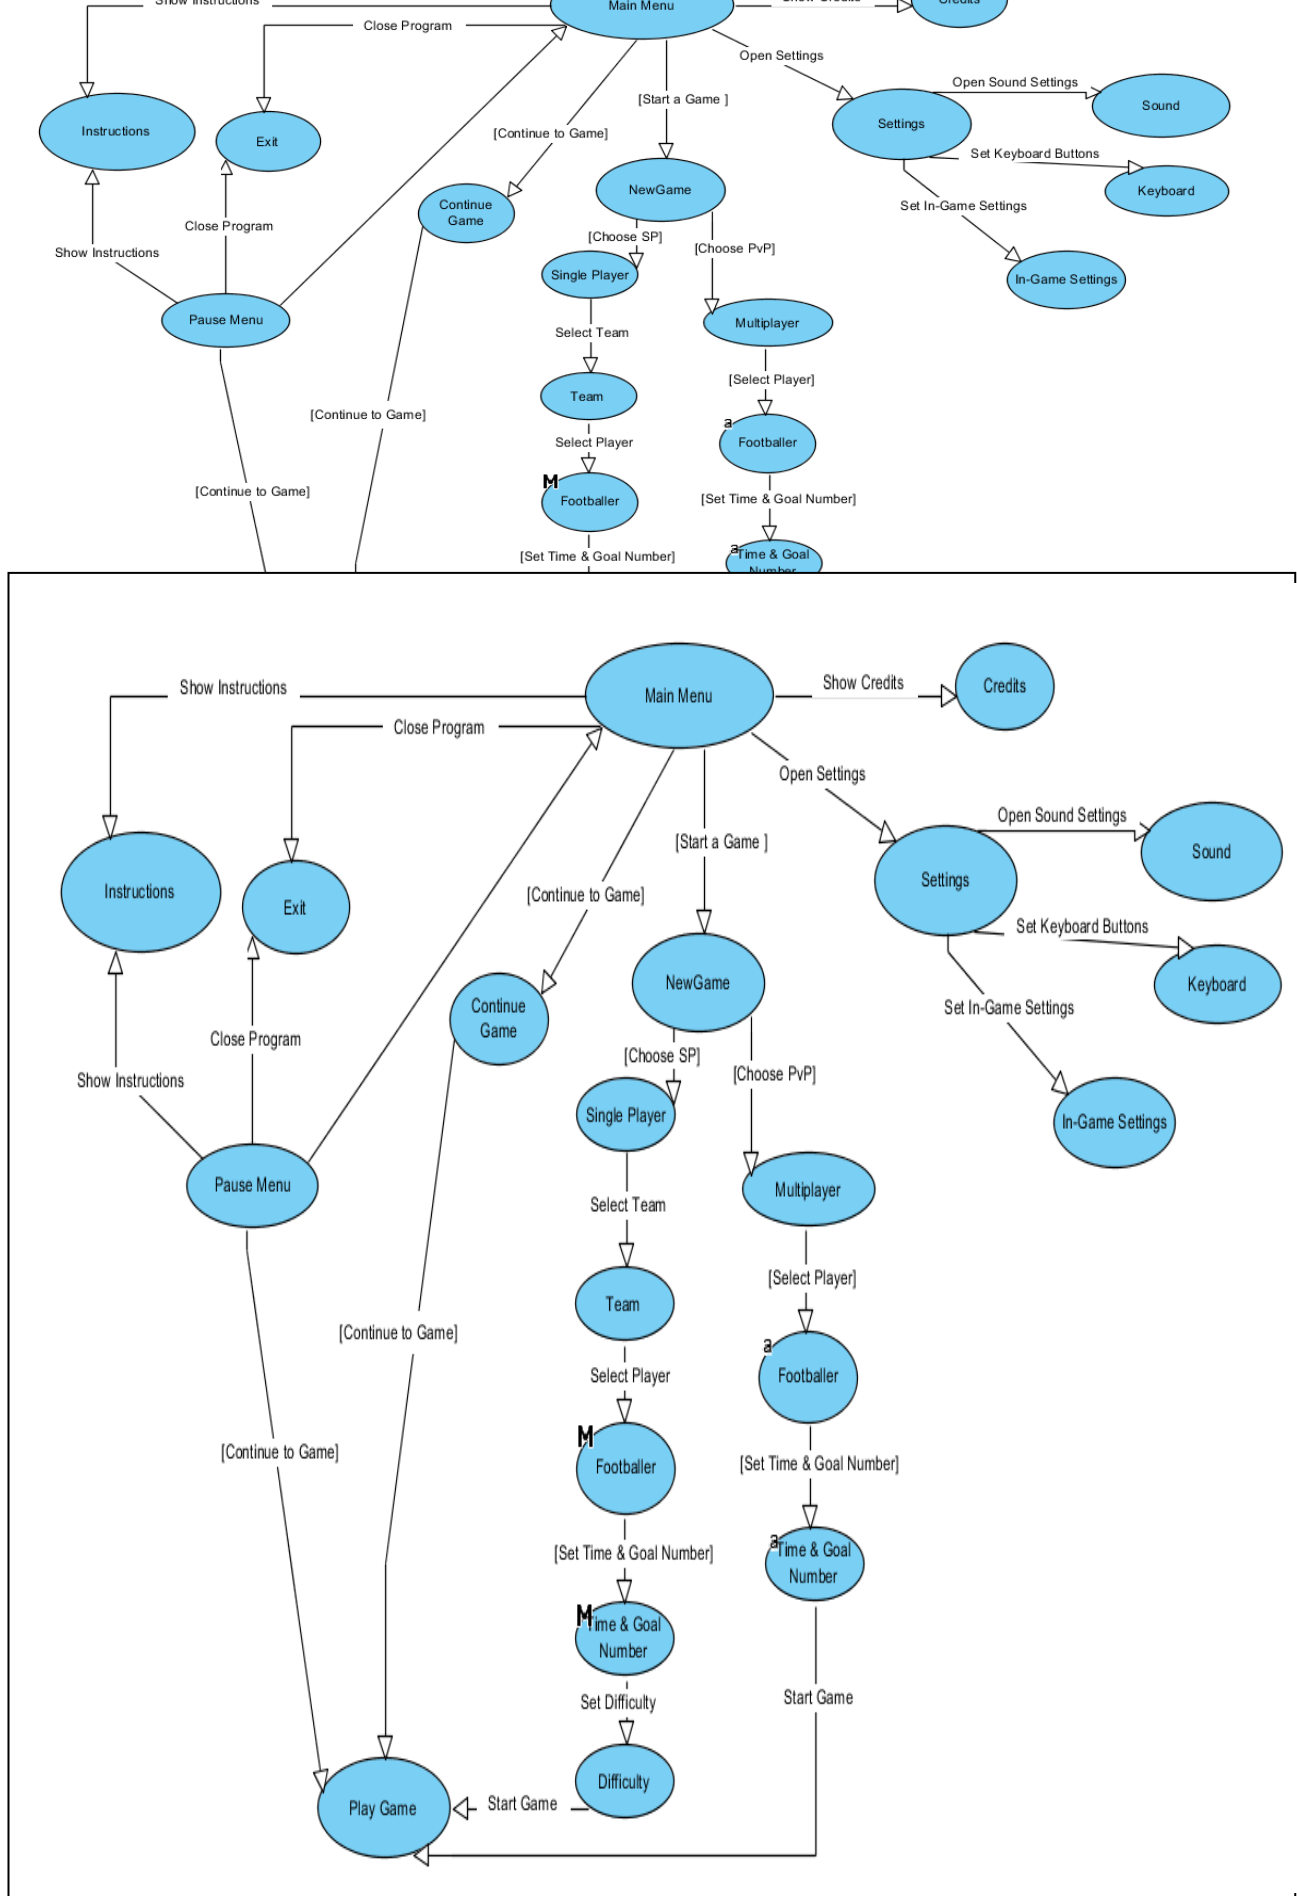 Show Instructions
Main Menu
Show Credits
Credits
Close Program
Open Settings
Open Sound Settings
[Start a Game ]
Sound
Instructions
Exit
[Continue to Game]
Settings
Set Keyboard Buttons
NewGame
Keyboard
Continue
Game
Set In-Game Settings
Close Program
[Choose SP]
[Choose PvP]
Show Instructions
Single Player
In-Game Settings
Pause Menu
Multiplayer
Select Team
[Select Player]
Team
[Continue to Game]
a
Select Player
Footballer
M
[Continue to Game]
Footballer
[Set Time & Goal Number]
[Set Time & Goal Number]
a
Time & Goal
Number
Show Instructions
Main Menu
Show Credits
Credits
Close Program
Open Settings
Open Sound Settings
[Start a Game ]
Sound
Instructions
Exit
[Continue to Game]
Settings
Set Keyboard Buttons
NewGame
Keyboard
Continue
Game
Set In-Game Settings
Close Program
[Choose SP]
[Choose PvP]
Show Instructions
Single Player
In-Game Settings
Pause Menu
Multiplayer
Select Team
[Select Player]
Team
[Continue to Game]
a
Select Player
Footballer
M
[Continue to Game]
Footballer
[Set Time & Goal Number]
a
Time & Goal
Number
[Set Time & Goal Number]
M
Time & Goal
Number
Set Difficulty
Start Game
Difficulty
Play Game
Start Game